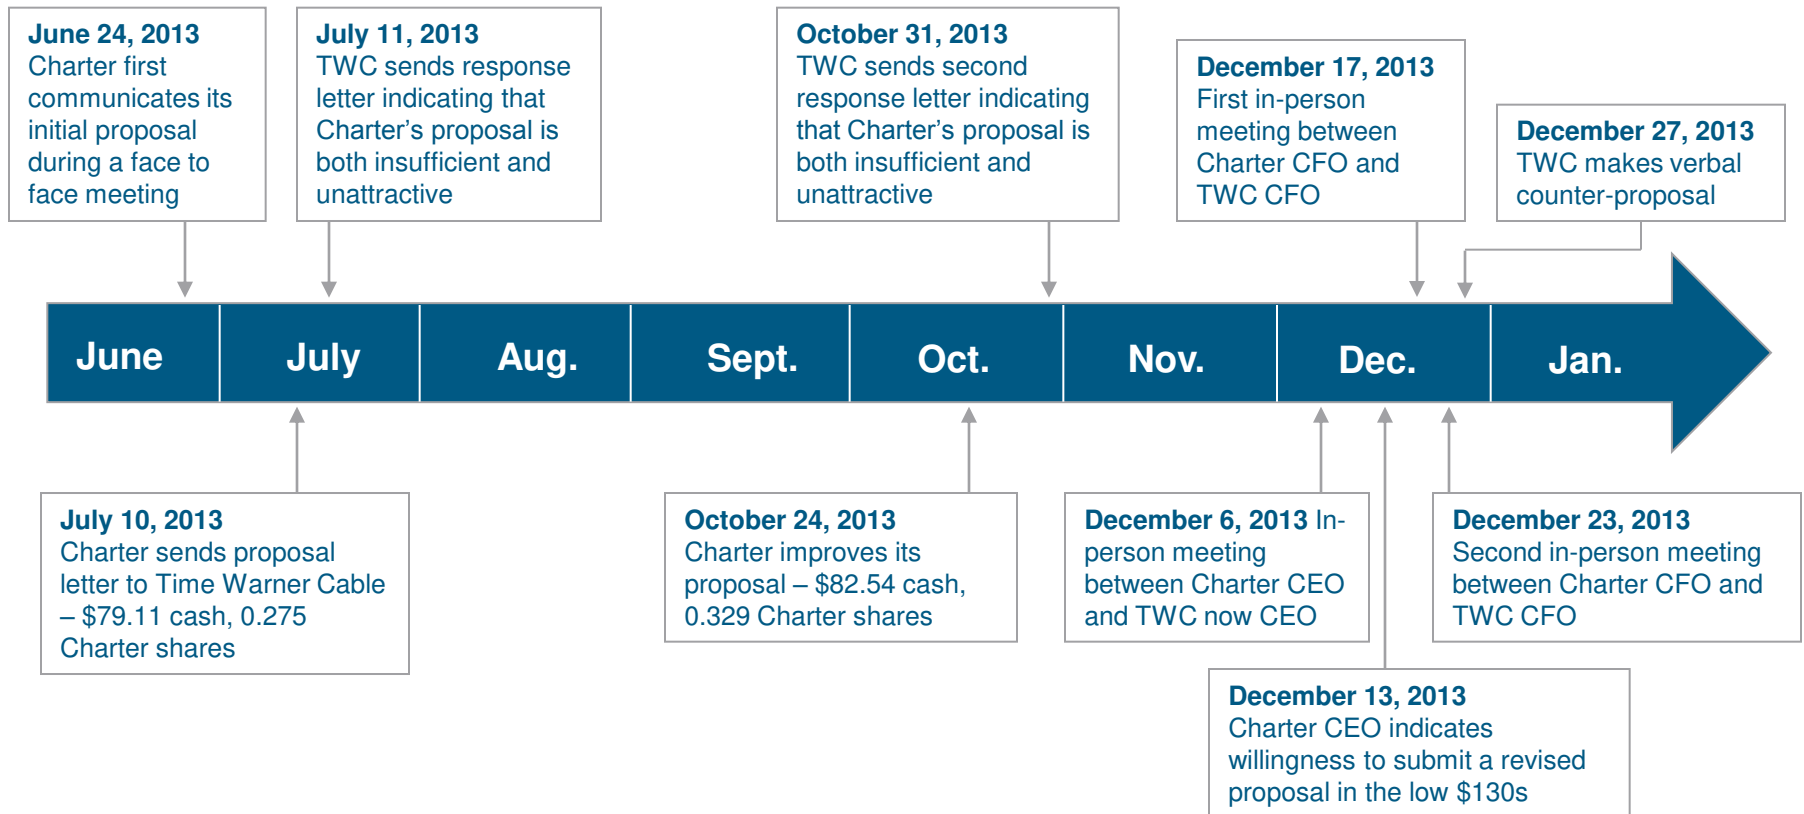 June 24, 2013
Charter first
communicates its
initial proposal
during a face to
face meeting
July 11, 2013
TWC sends response
letter indicating that
Charter’s proposal is
both insufficient and
unattractive
October 31, 2013
TWC sends second
response letter indicating
that Charter’s proposal is
both insufficient and
unattractive
December 17, 2013
First in-person
meeting between
Charter CFO and
TWC CFO
December 27, 2013
TWC makes verbal
counter-proposal
June
July
Aug.
Sept.
Oct.
Nov.
Dec.
Jan.
July 10, 2013
Charter sends proposal
letter to Time Warner Cable
– $79.11 cash, 0.275
Charter shares
October 24, 2013
Charter improves its
proposal – $82.54 cash,
0.329 Charter shares
December 6, 2013 In-
person meeting
between Charter CEO
and TWC now CEO
December 23, 2013
Second in-person meeting
between Charter CFO and
TWC CFO
December 13, 2013
Charter CEO indicates
willingness to submit a revised
proposal in the low $130s